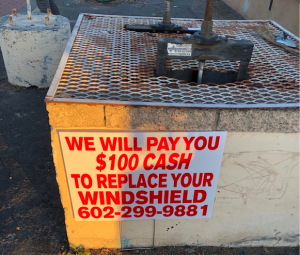 WE WILL PAY YOU
$100 CASH
TO REPLACE YOUR
WINDSHIELD
602-299-9881